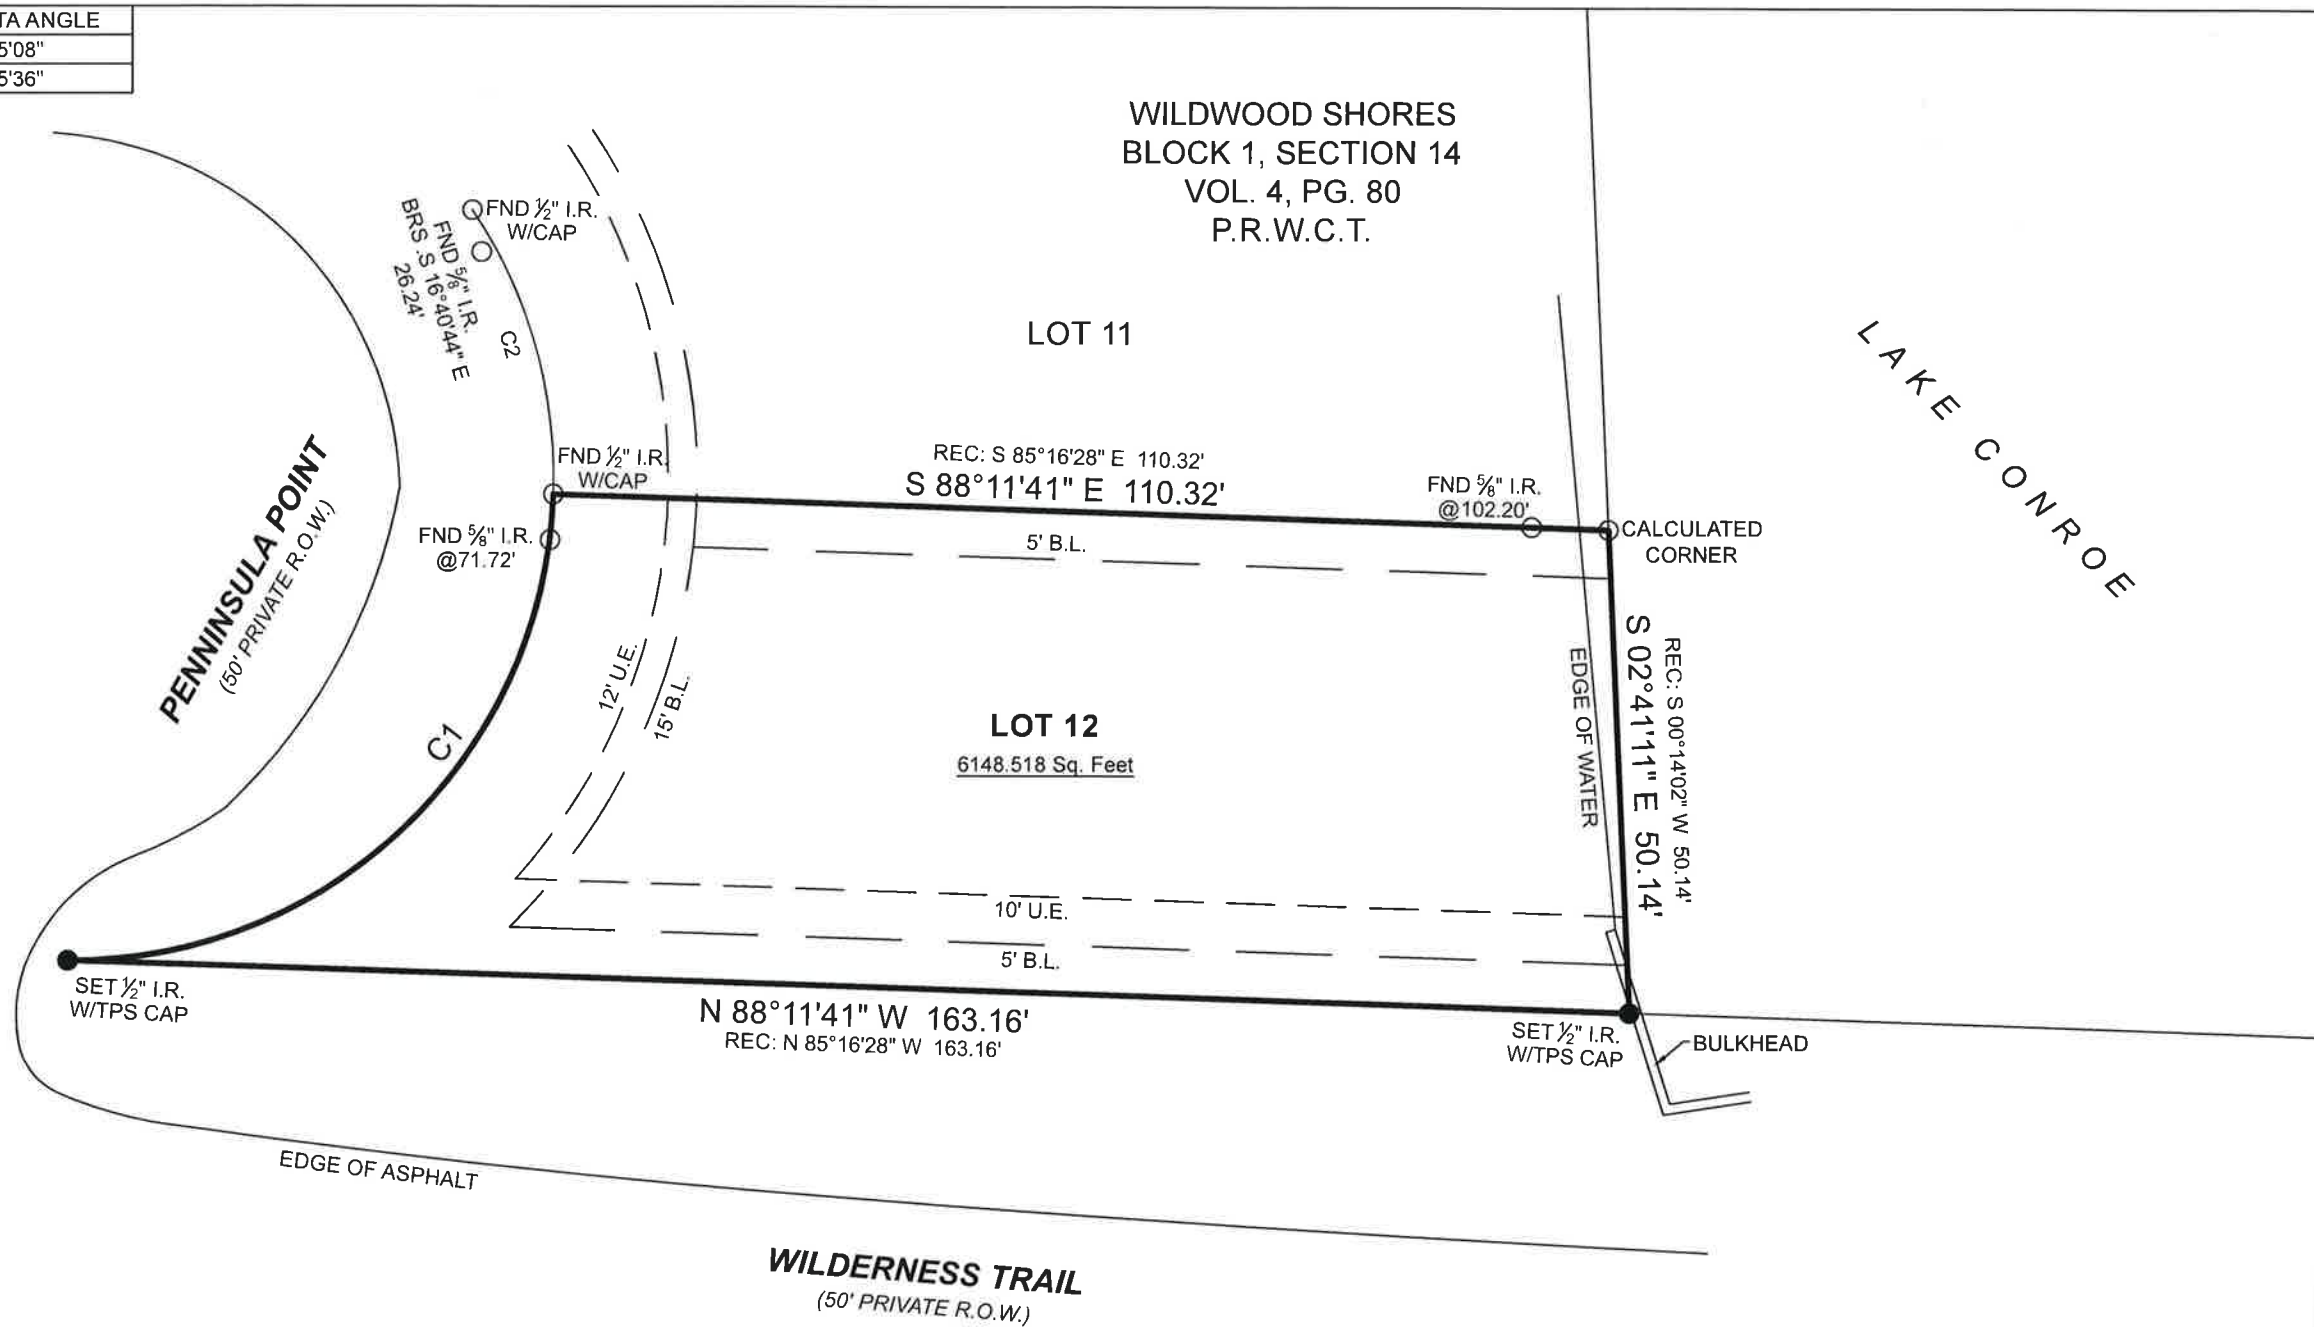 TA ANGLE
5'08"
5'36"
WILDWOOD SHORES
BLOCK 1, SECTION 14
VOL. 4, PG. 80
P.R.W.C.T.
FND ½" I.R.
W/CAP
FND ⅝" I.R.
BRS .S 16°40'44" E
26.24'
C2
LOT 11
LAKE CONROE
PENNINSULA POINT
(50' PRIVATE R.O.W.)
FND ½" I.R.
W/CAP
REC: S 85°16'28" E 110.32'
S 88°11'41" E 110.32'
FND ⅝" I.R.
@102.20'
CALCULATED
CORNER
FND ⅝" I.R.
@71.72'
5' B.L.
C1
12' U.E.
15' B.L.
LOT 12
6148.518 Sq. Feet
EDGE OF WATER
S 02°41'11" E 50.14'
REC: S 00°14'02" W 50.14'
10' U.E.
5' B.L.
SET ½" I.R.
W/TPS CAP
N 88°11'41" W 163.16'
REC: N 85°16'28" W 163.16'
SET ½" I.R.
W/TPS CAP
BULKHEAD
EDGE OF ASPHALT
WILDERNESS TRAIL
(50' PRIVATE R.O.W.)